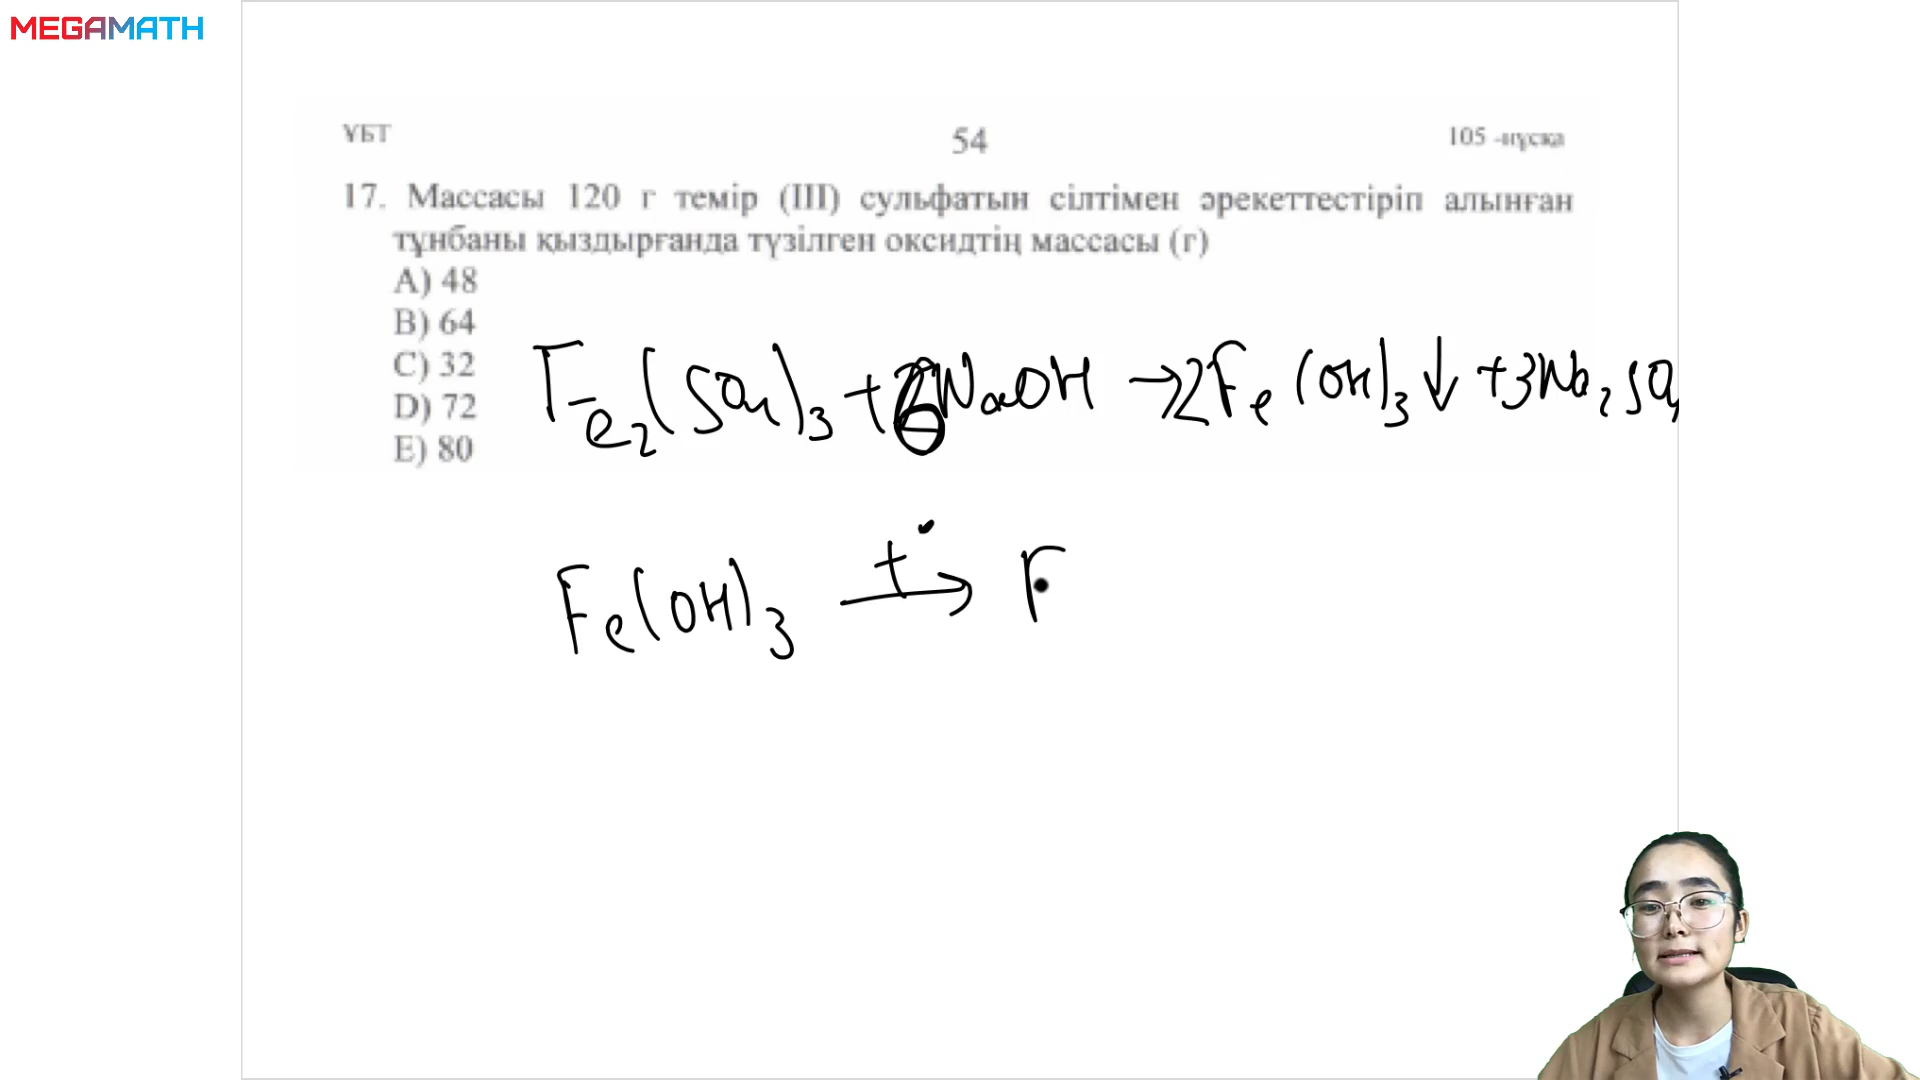 MEGAMATH
ҰБТ 54 105 -нұсқа
17. Массасы 120 г темір (III) сульфатын сілтімен әрекеттестіріп алынған
тұнбаны қыздырғанда түзілген оксидтің массасы (г)
A) 48
B) 64
C) 32
D) 72
E) 80
Fe₂(SO₄)₃ + 6NaOH → 2Fe(OH)₃↓ + 3Na₂SO₄
Fe(OH)₃ →t° F